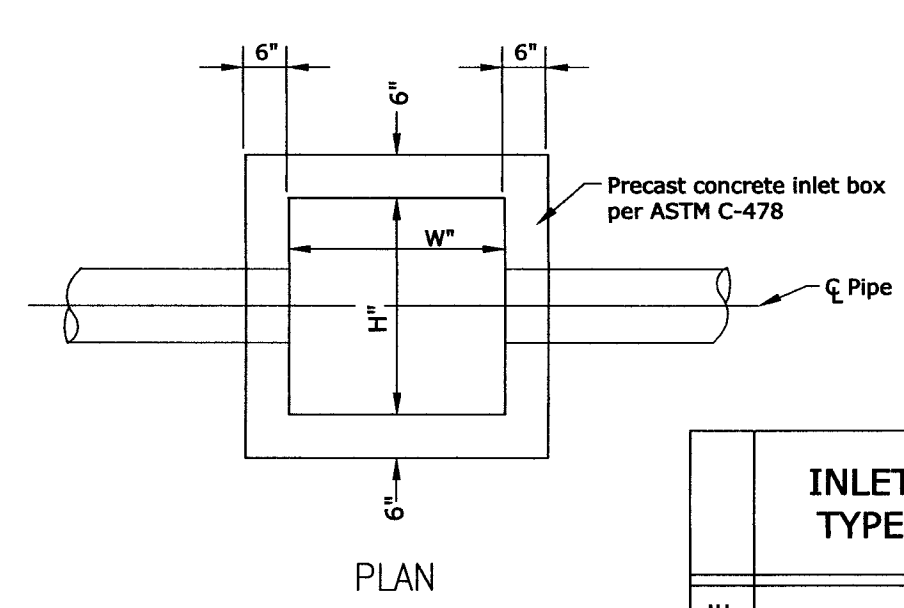 6"
6"
6"
Precast concrete inlet box
per ASTM C-478
W"
H"
℄ Pipe
6"
INLET
TYPE
PLAN